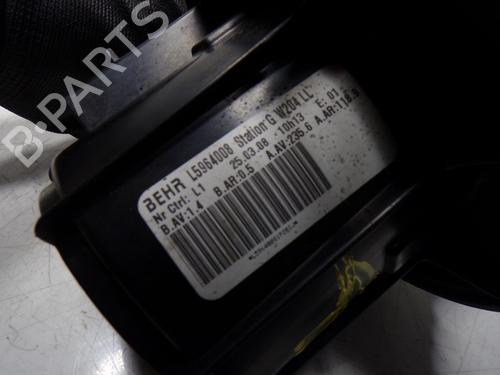 B-PARTS
BEHR L5964008 Station G W204 LL
Nr Ctrl: L1 25.03.08 10h13 E: 01
B.AV:1.4 B.AR:0.5 A.AV:235.6 A.AR:118.